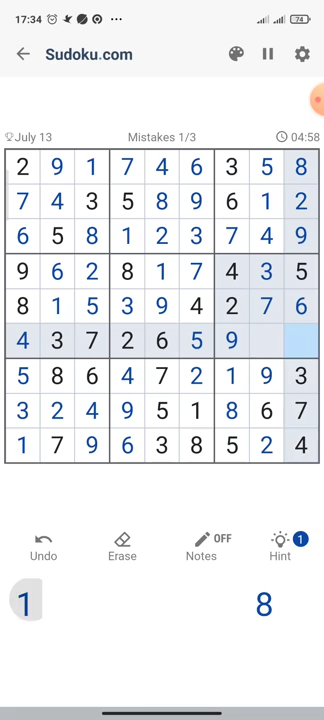 17:34 74
Sudoku.com
July 13 Mistakes 1/3 04:58
2 9 1 7 4 6 3 5 8
7 4 3 5 8 9 6 1 2
6 5 8 1 2 3 7 4 9
9 6 2 8 1 7 4 3 5
8 1 5 3 9 4 2 7 6
4 3 7 2 6 5 9
5 8 6 4 7 2 1 9 3
3 2 4 9 5 1 8 6 7
1 7 9 6 3 8 5 2 4
OFF 1
Undo Erase Notes Hint
1 8